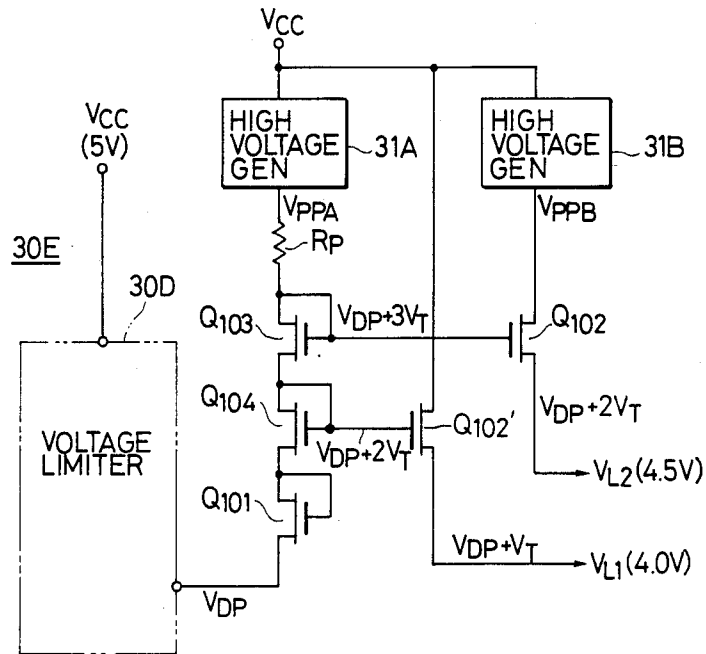 VCC
VCC
(5V)
HIGH
VOLTAGE
GEN
31A
HIGH
VOLTAGE
GEN
31B
VPPA
VPPB
RP
30E
30D
Q103
VDP+3VT
Q102
Q104
VDP+2VT
Q102'
VDP+2VT
VOLTAGE
LIMITER
VL2(4.5V)
Q101
VDP+VT
VL1(4.0V)
VDP